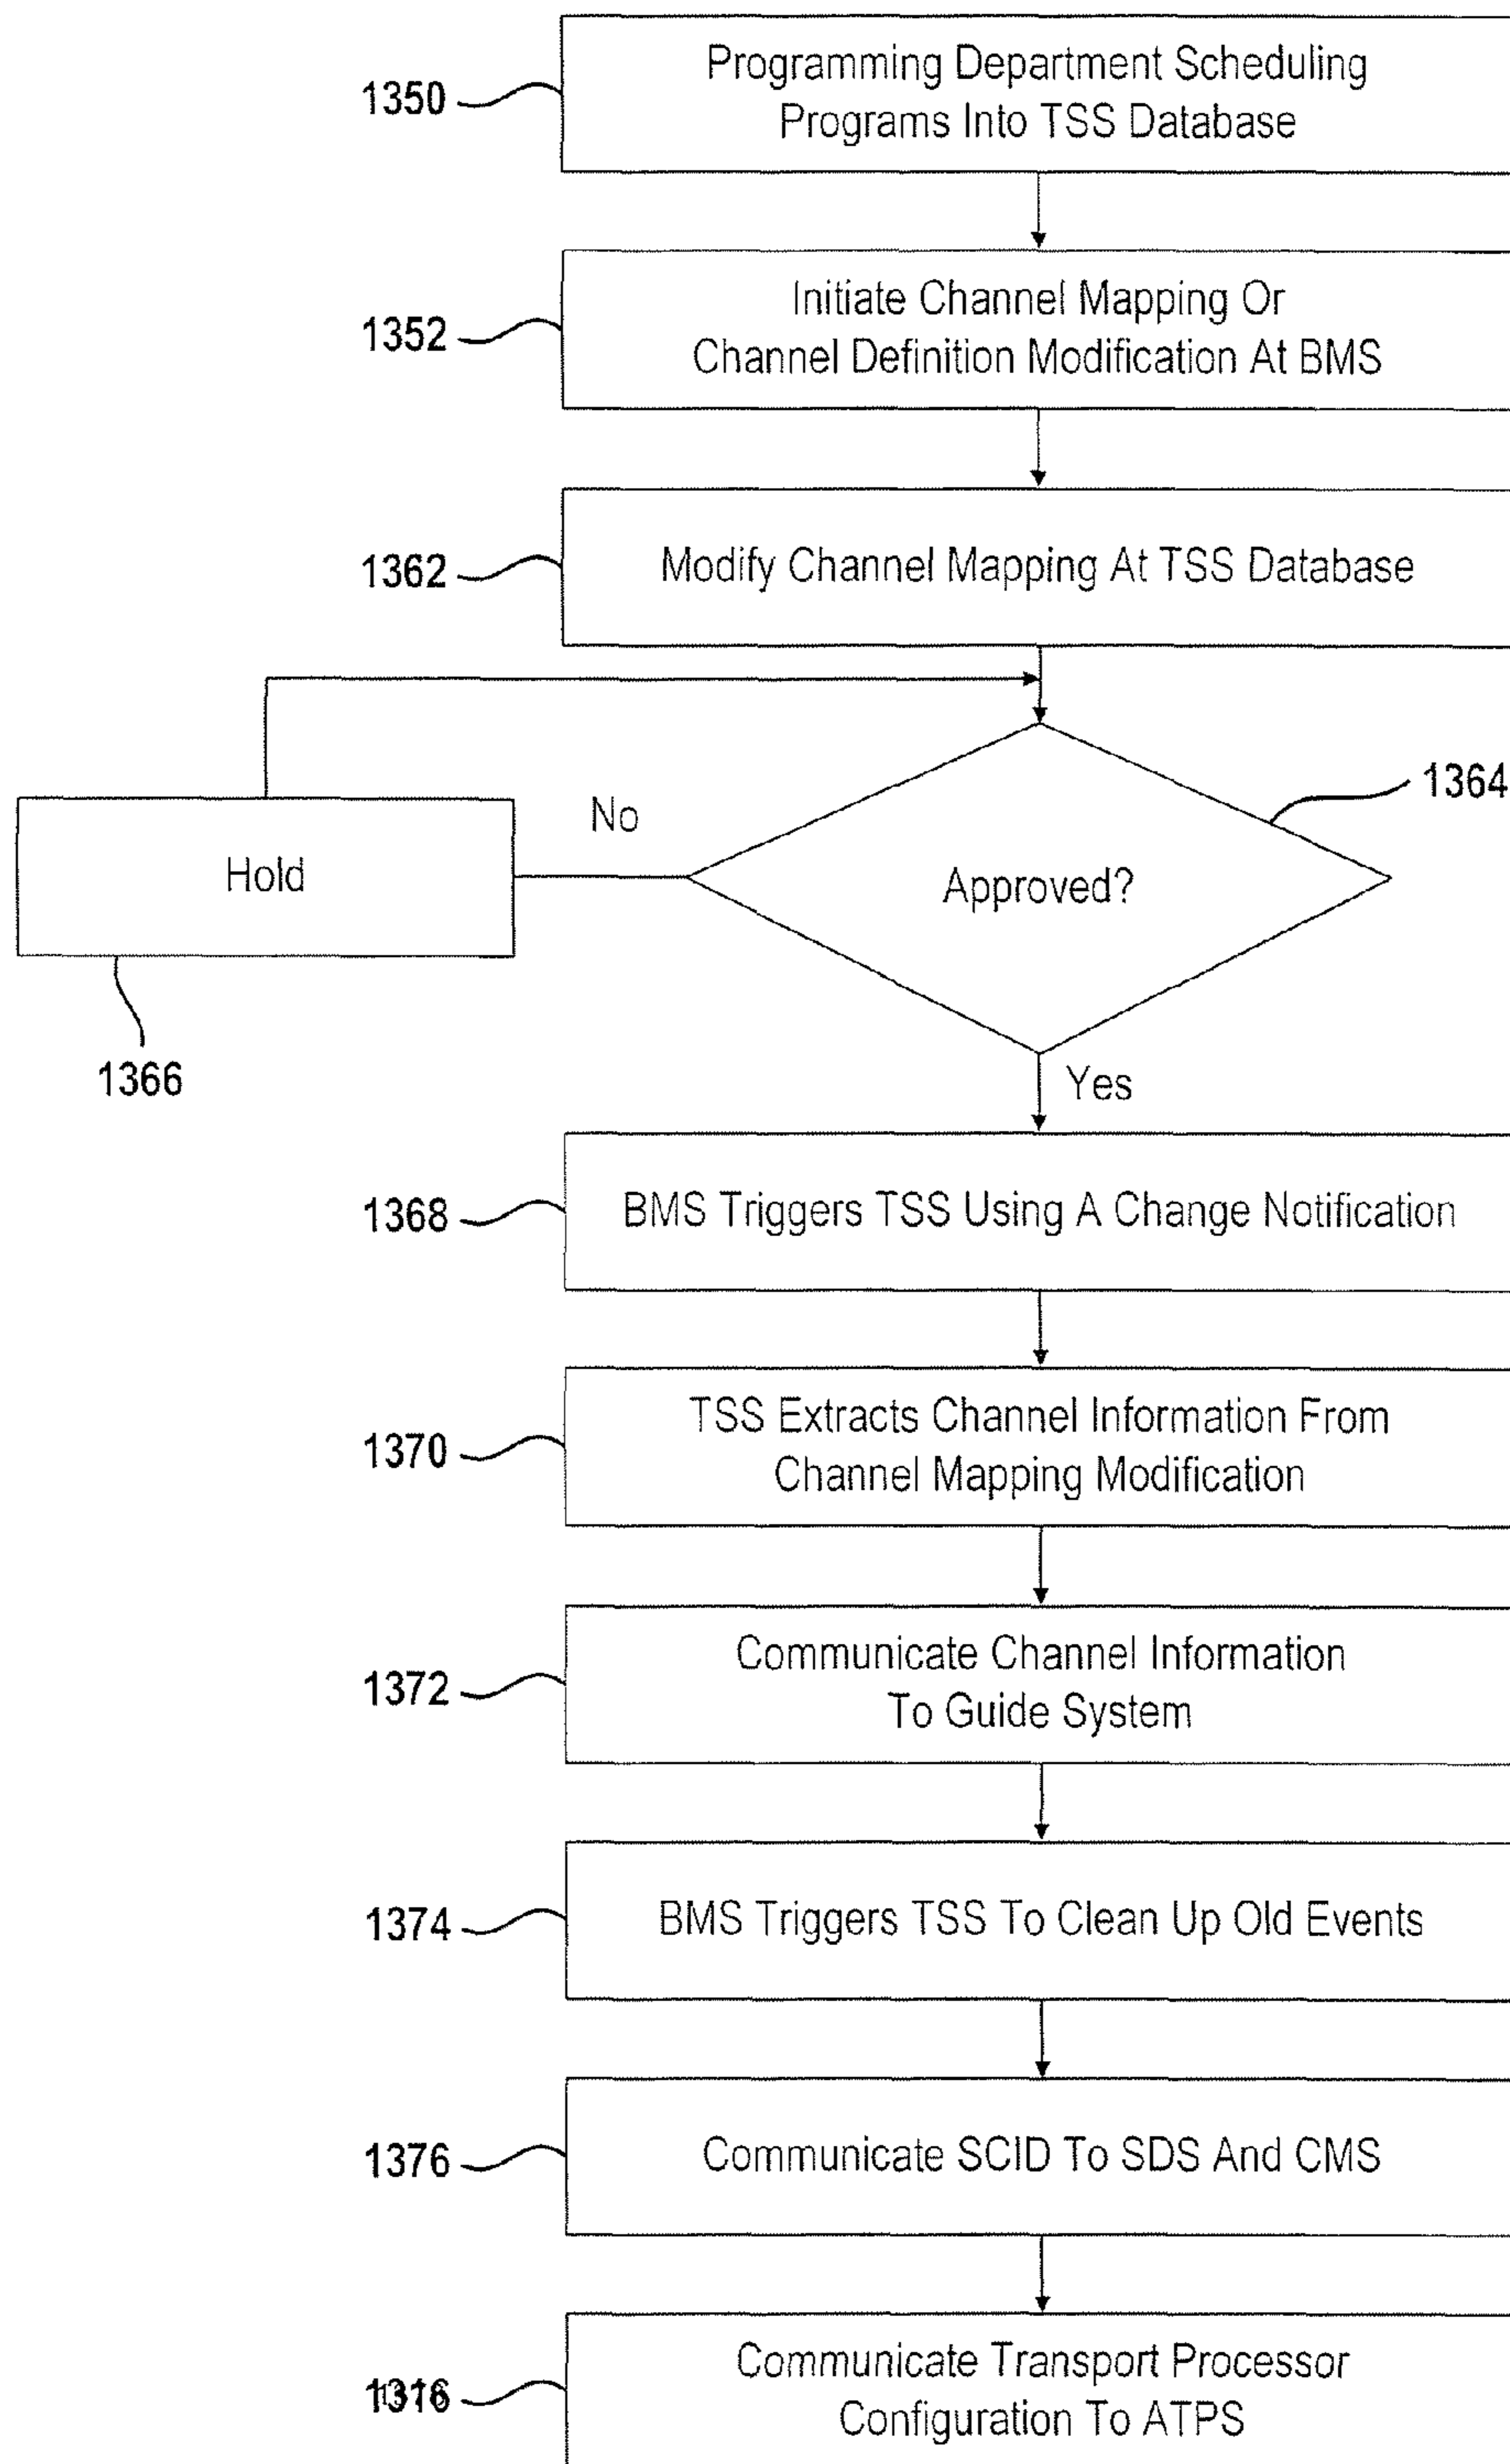 Programming Department Scheduling
Programs Into TSS Database
1350
Initiate Channel Mapping Or
Channel Definition Modification At BMS
1352
Modify Channel Mapping At TSS Database
1362
1364
No
Hold
Approved?
1366
Yes
BMS Triggers TSS Using A Change Notification
1368
TSS Extracts Channel Information From
Channel Mapping Modification
1370
Communicate Channel Information
To Guide System
1372
BMS Triggers TSS To Clean Up Old Events
1374
Communicate SCID To SDS And CMS
1376
Communicate Transport Processor
Configuration To ATPS